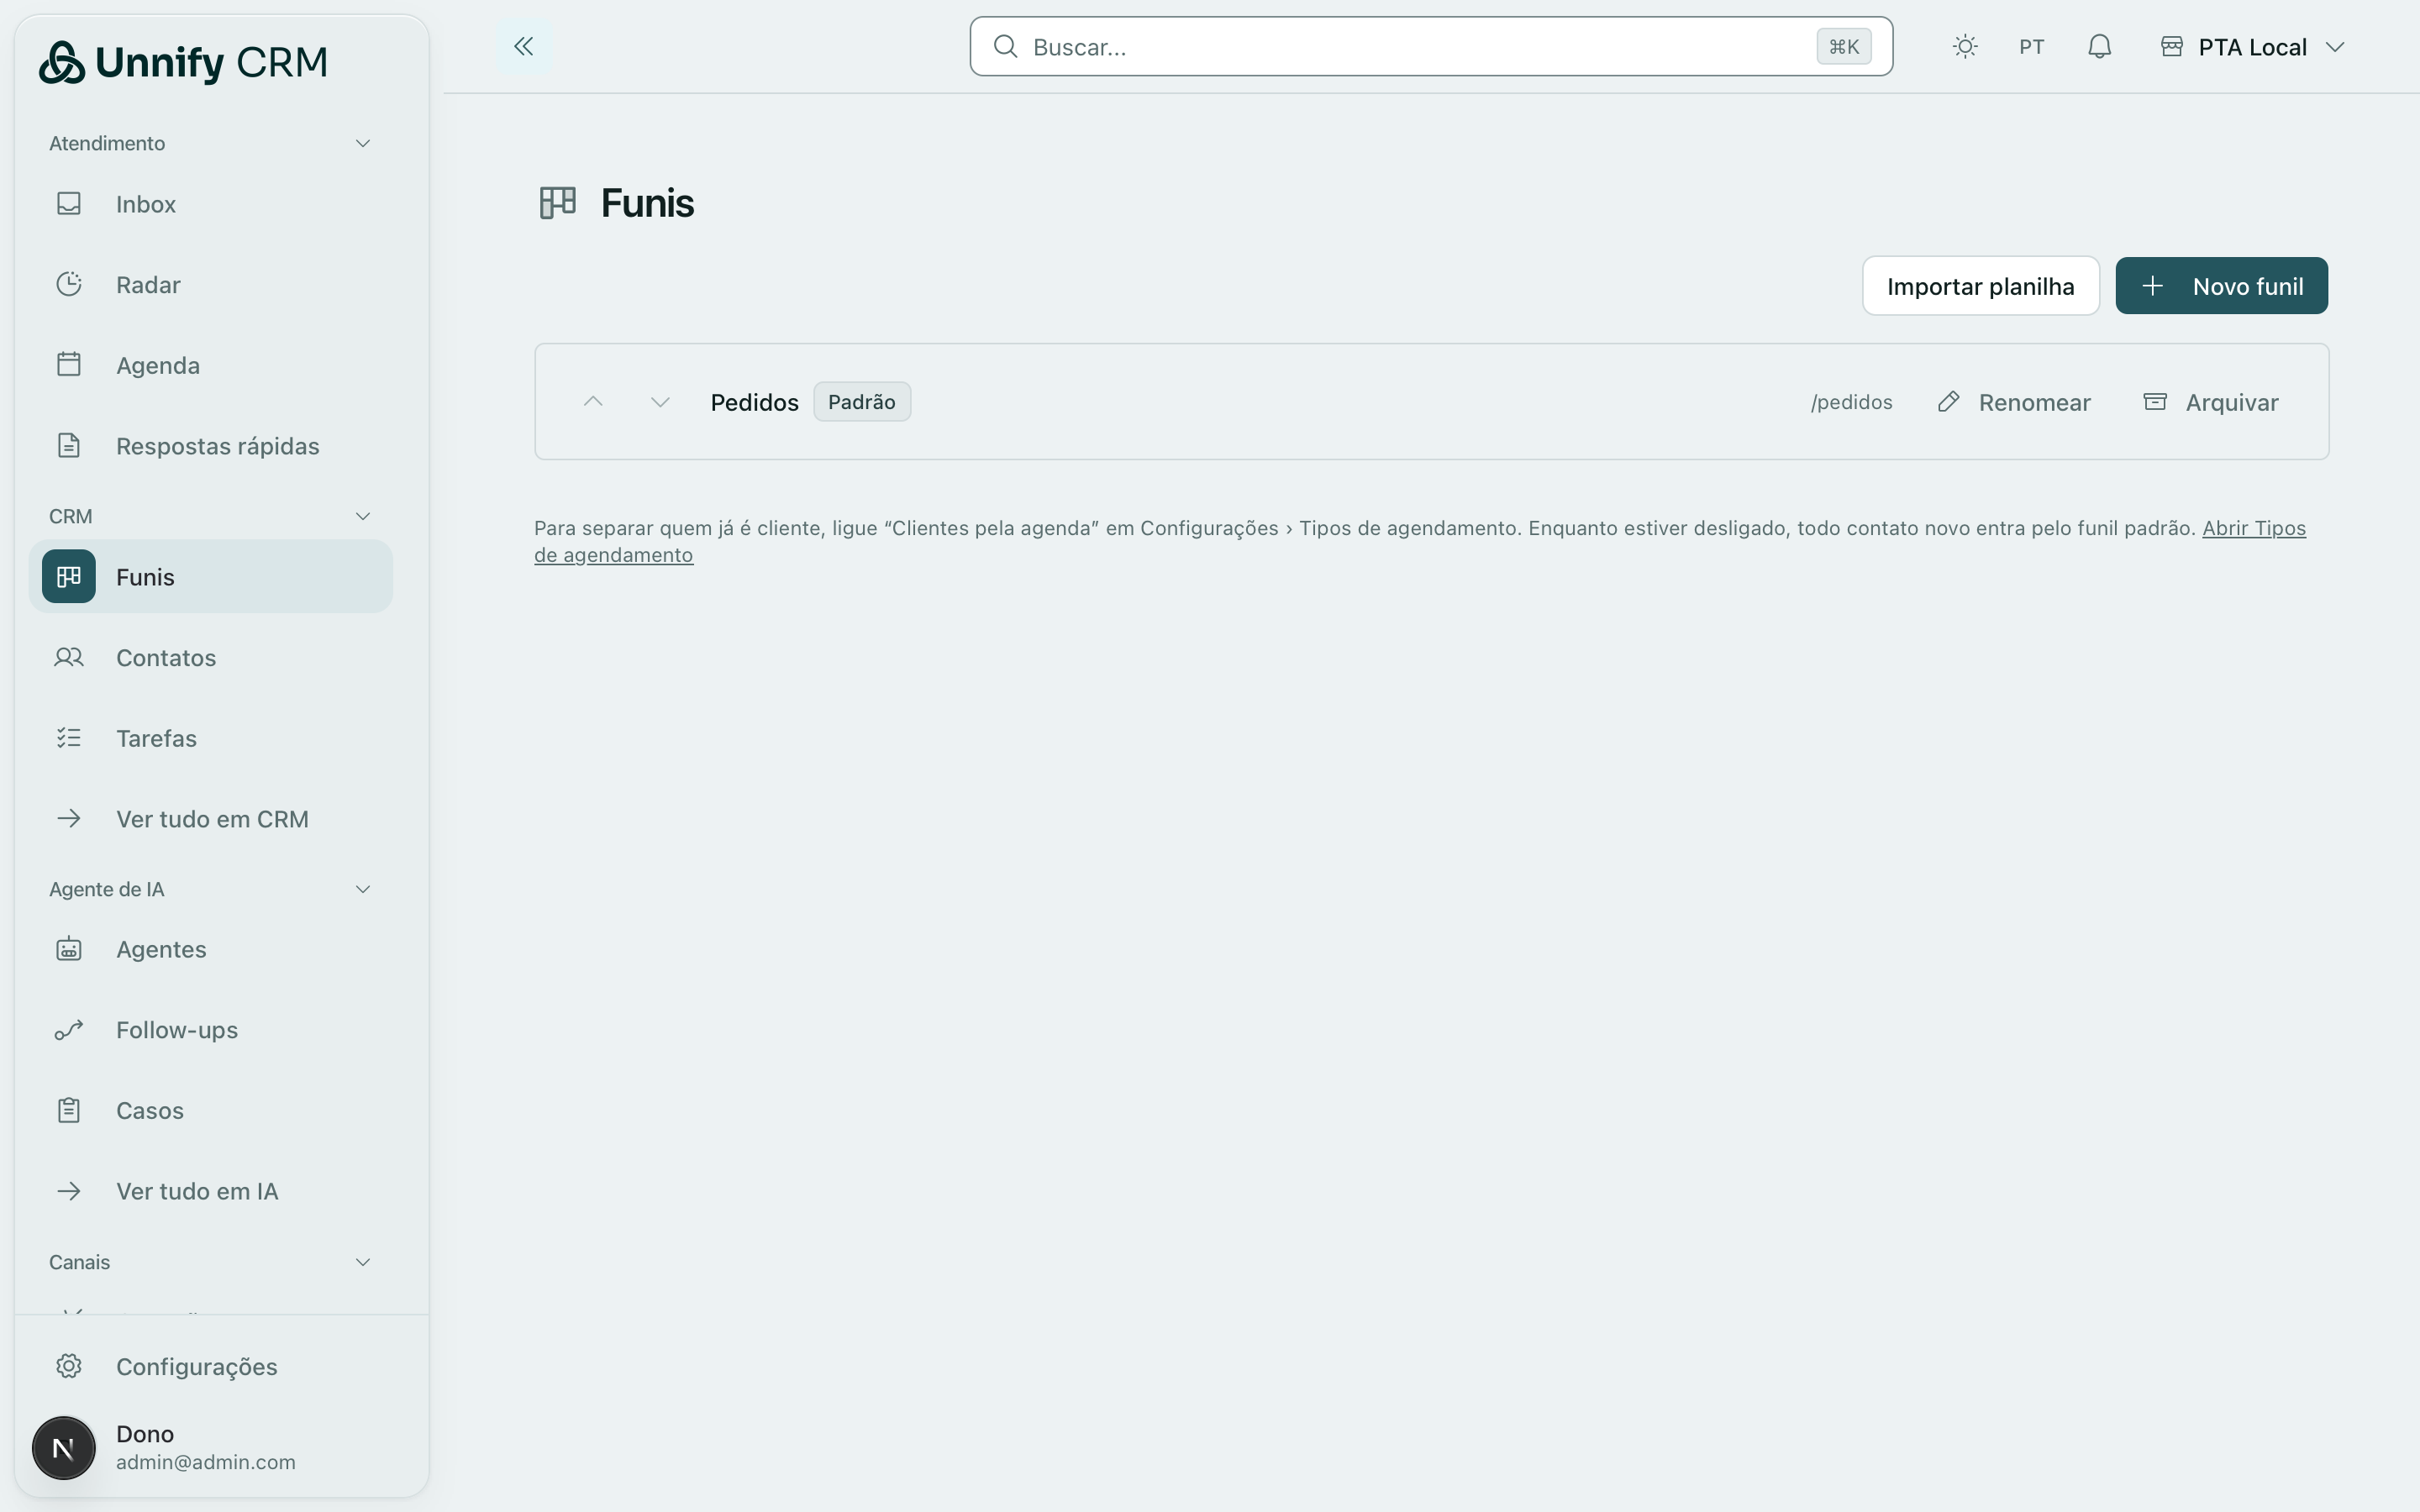 Unnify CRM
Buscar...
⌘K
PT
PTA Local
Atendimento
Inbox
Radar
Agenda
Respostas rápidas
CRM
Funis
Contatos
Tarefas
Ver tudo em CRM
Agente de IA
Agentes
Follow-ups
Casos
Ver tudo em IA
Canais
Configurações
N
Dono
admin@admin.com
Funis
Importar planilha
Novo funil
Pedidos
Padrão
/pedidos
Renomear
Arquivar
Para separar quem já é cliente, ligue “Clientes pela agenda” em Configurações › Tipos de agendamento. Enquanto estiver desligado, todo contato novo entra pelo funil padrão. Abrir Tipos
de agendamento